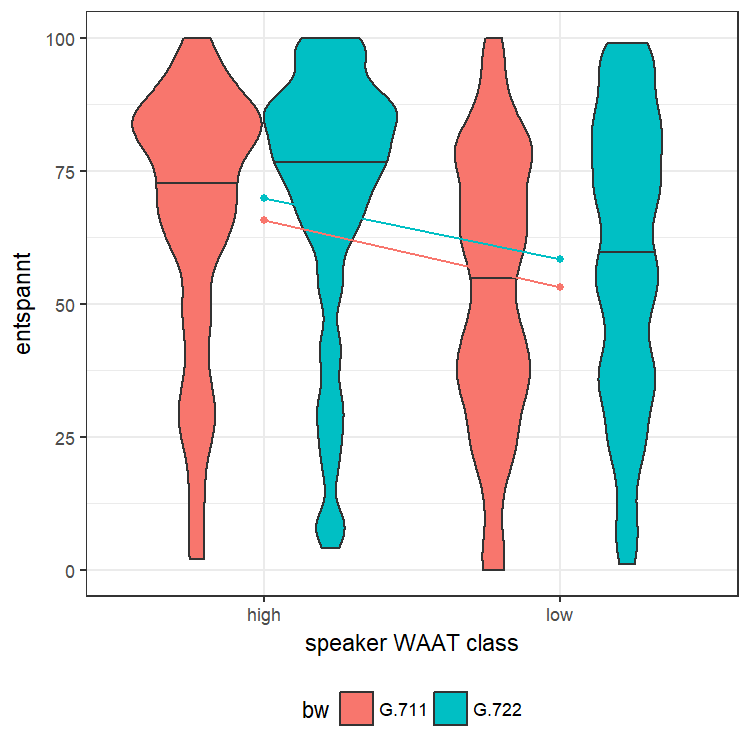 100
75
50
25
0
entspannt
high low
speaker WAAT class
bw G.711 G.722